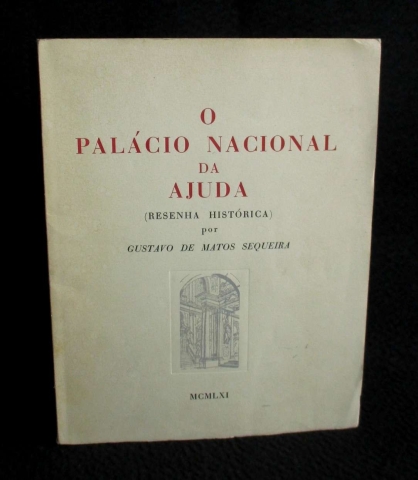 O
PALÁCIO NACIONAL
DA
AJUDA
(RESENHA HISTÓRICA)
por
GUSTAVO DE MATOS SEQUEIRA
MCMLXI